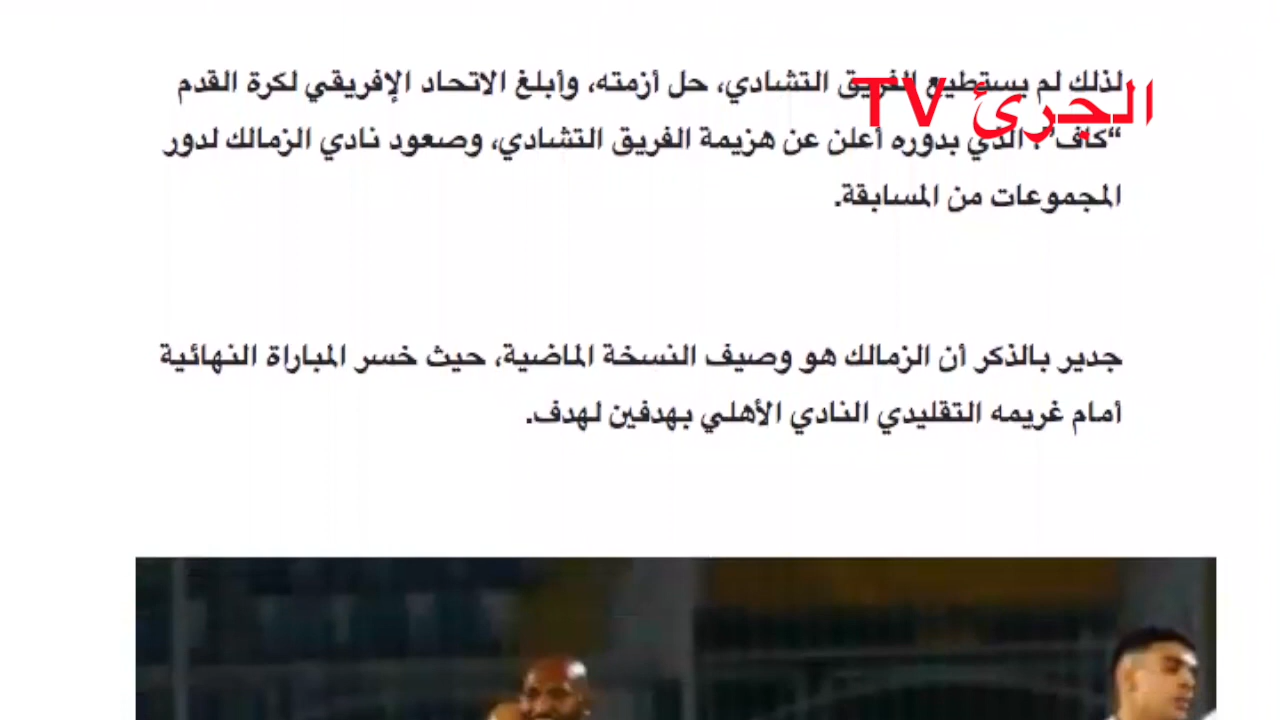 لذلك لم يستطيع الفريق التشادي، حل أزمته، وأبلغ الاتحاد الإفريقي لكرة القدم
الجرئ TV
“كاف”، الذي بدوره أعلن عن هزيمة الفريق التشادي، وصعود نادي الزمالك لدور
المجموعات من المسابقة.
جدير بالذكر أن الزمالك هو وصيف النسخة الماضية، حيث خسر المباراة النهائية
أمام غريمه التقليدي النادي الأهلي بهدفين لهدف.